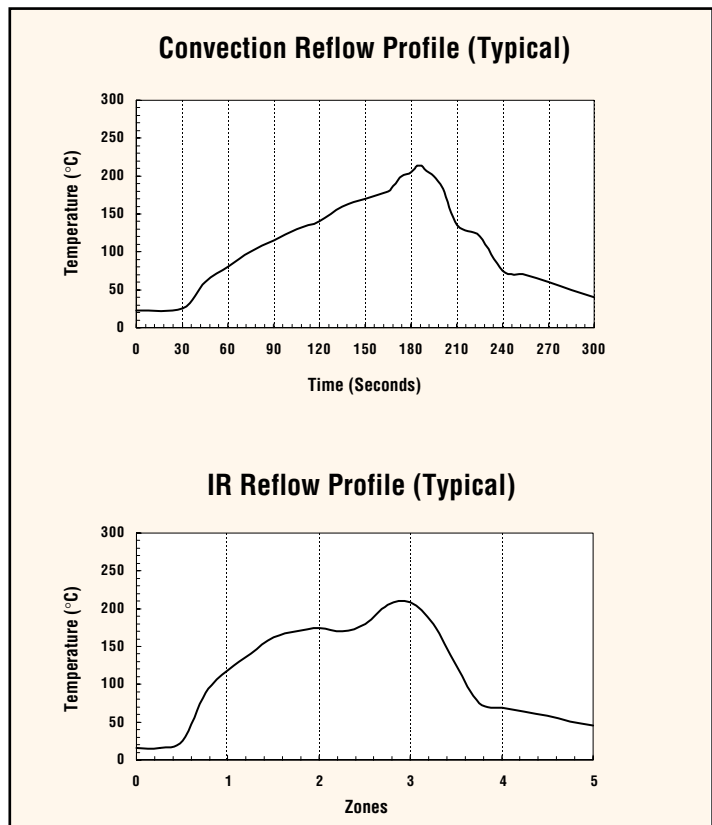 Convection Reflow Profile (Typical)
300
250
200
150
100
50
0
Temperature (°C)
0 30 60 90 120 150 180 210 240 270 300
Time (Seconds)
IR Reflow Profile (Typical)
300
250
200
150
100
50
0
Temperature (°C)
0 1 2 3 4 5
Zones